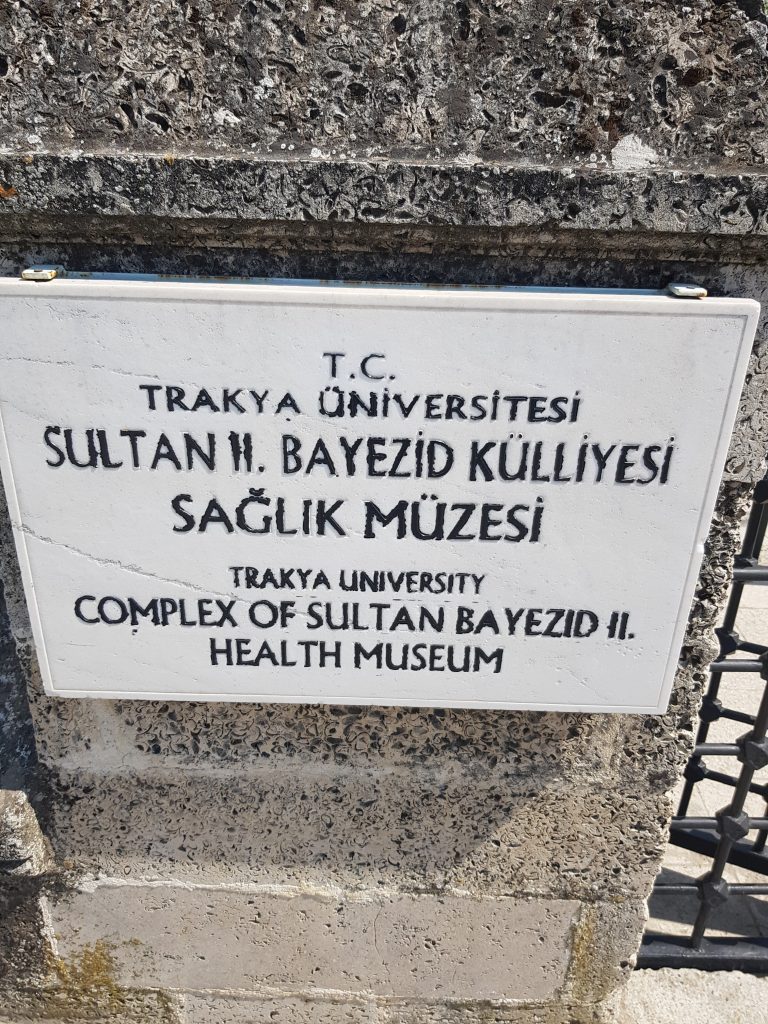 T.C.
TRAKYA ÜNİVERSİTESİ
SULTAN II. BAYEZİD KÜLLİYESİ
SAĞLIK MÜZESİ
TRAKYA UNIVERSITY
COMPLEX OF SULTAN BAYEZID II.
HEALTH MUSEUM